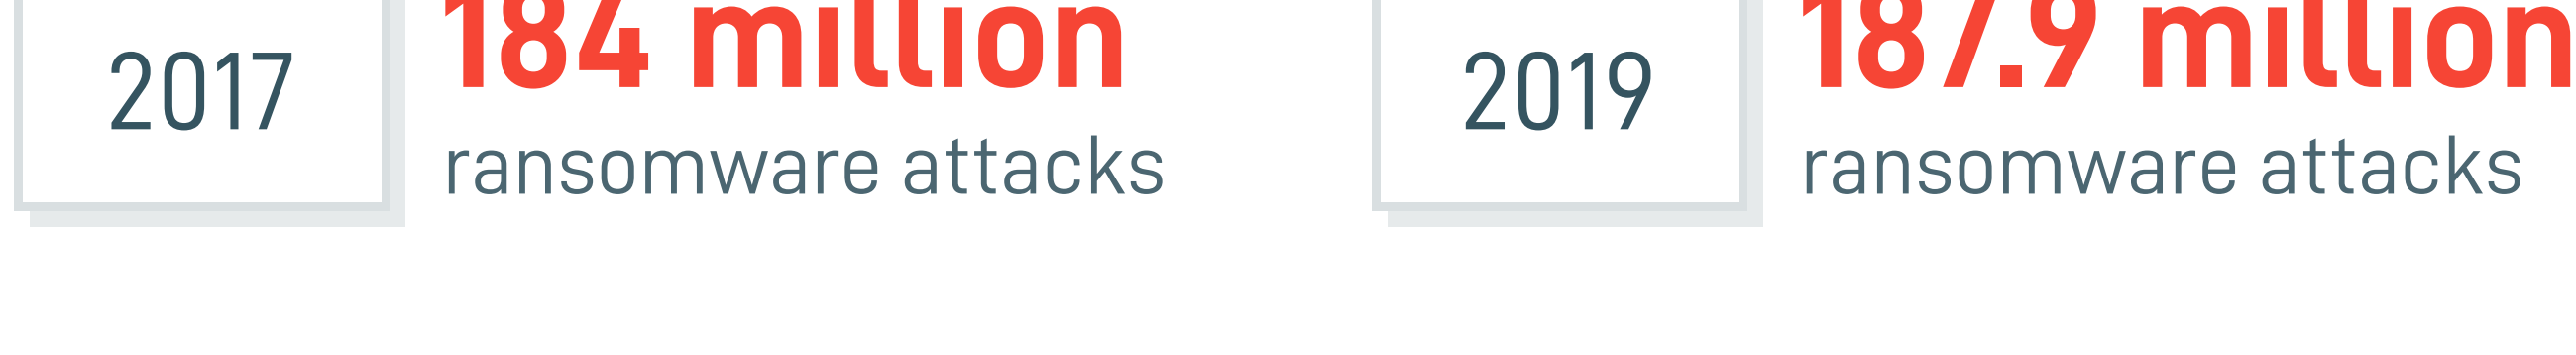 2017
184 million
ransomware attacks
2019
187.9 million
ransomware attacks